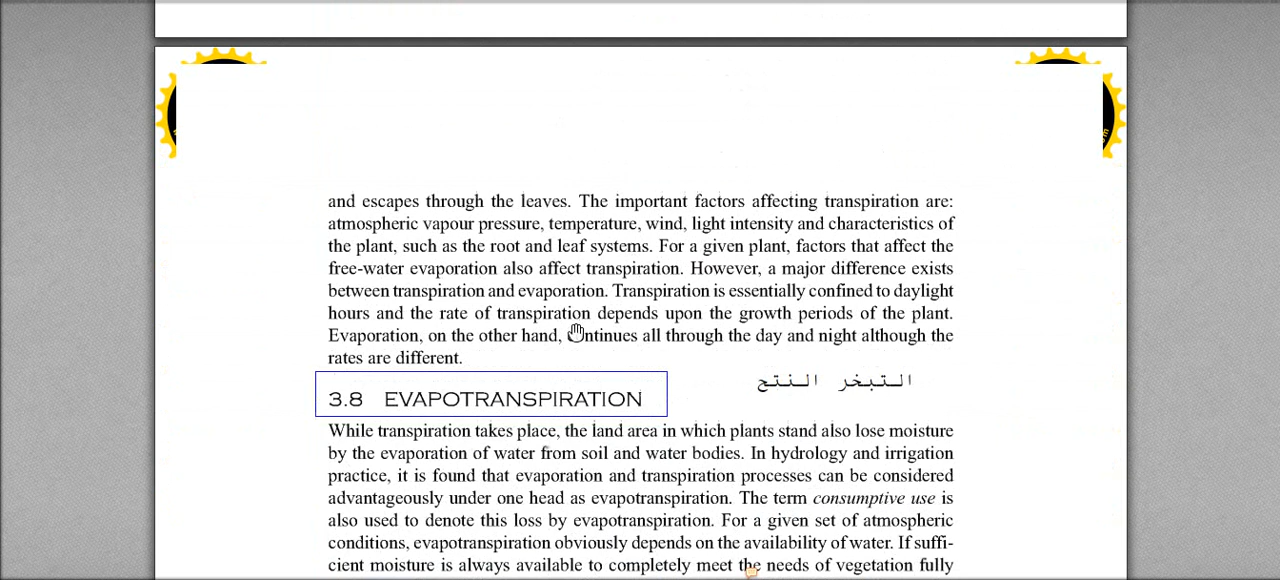 and escapes through the leaves. The important factors affecting transpiration are:
atmospheric vapour pressure, temperature, wind, light intensity and characteristics of
the plant, such as the root and leaf systems. For a given plant, factors that affect the
free-water evaporation also affect transpiration. However, a major difference exists
between transpiration and evaporation. Transpiration is essentially confined to daylight
hours and the rate of transpiration depends upon the growth periods of the plant.
Evaporation, on the other hand, continues all through the day and night although the
rates are different.
التبخر النتح
3.8 EVAPOTRANSPIRATION
While transpiration takes place, the land area in which plants stand also lose moisture
by the evaporation of water from soil and water bodies. In hydrology and irrigation
practice, it is found that evaporation and transpiration processes can be considered
advantageously under one head as evapotranspiration. The term consumptive use is
also used to denote this loss by evapotranspiration. For a given set of atmospheric
conditions, evapotranspiration obviously depends on the availability of water. If suffi-
cient moisture is always available to completely meet the needs of vegetation fully